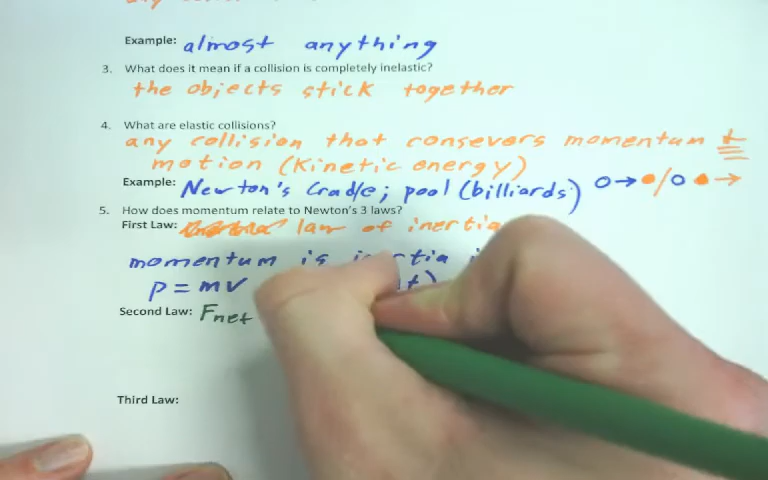 Example: almost anything
3. What does it mean if a collision is completely inelastic?
the objects stick together
4. What are elastic collisions?
any collision that consevers momentum +
motion (Kinetic energy)
Example: Newton's Cradle; pool (billiards)
5. How does momentum relate to Newton's 3 laws?
First Law: law of inertia
momentum is
p = mv
Second Law: Fnet
Third Law: